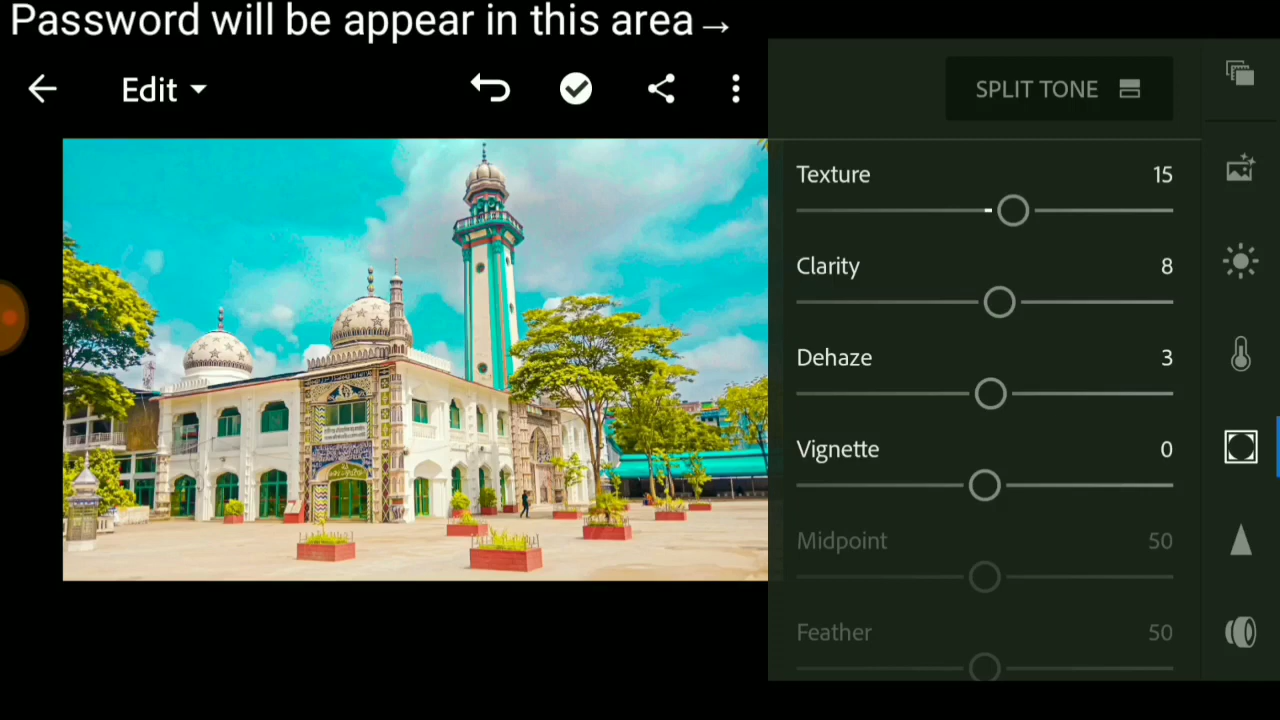 Password will be appear in this area→
Edit
SPLIT TONE
Texture 15
Clarity 8
Dehaze 3
Vignette 0
Midpoint 50
Feather 50